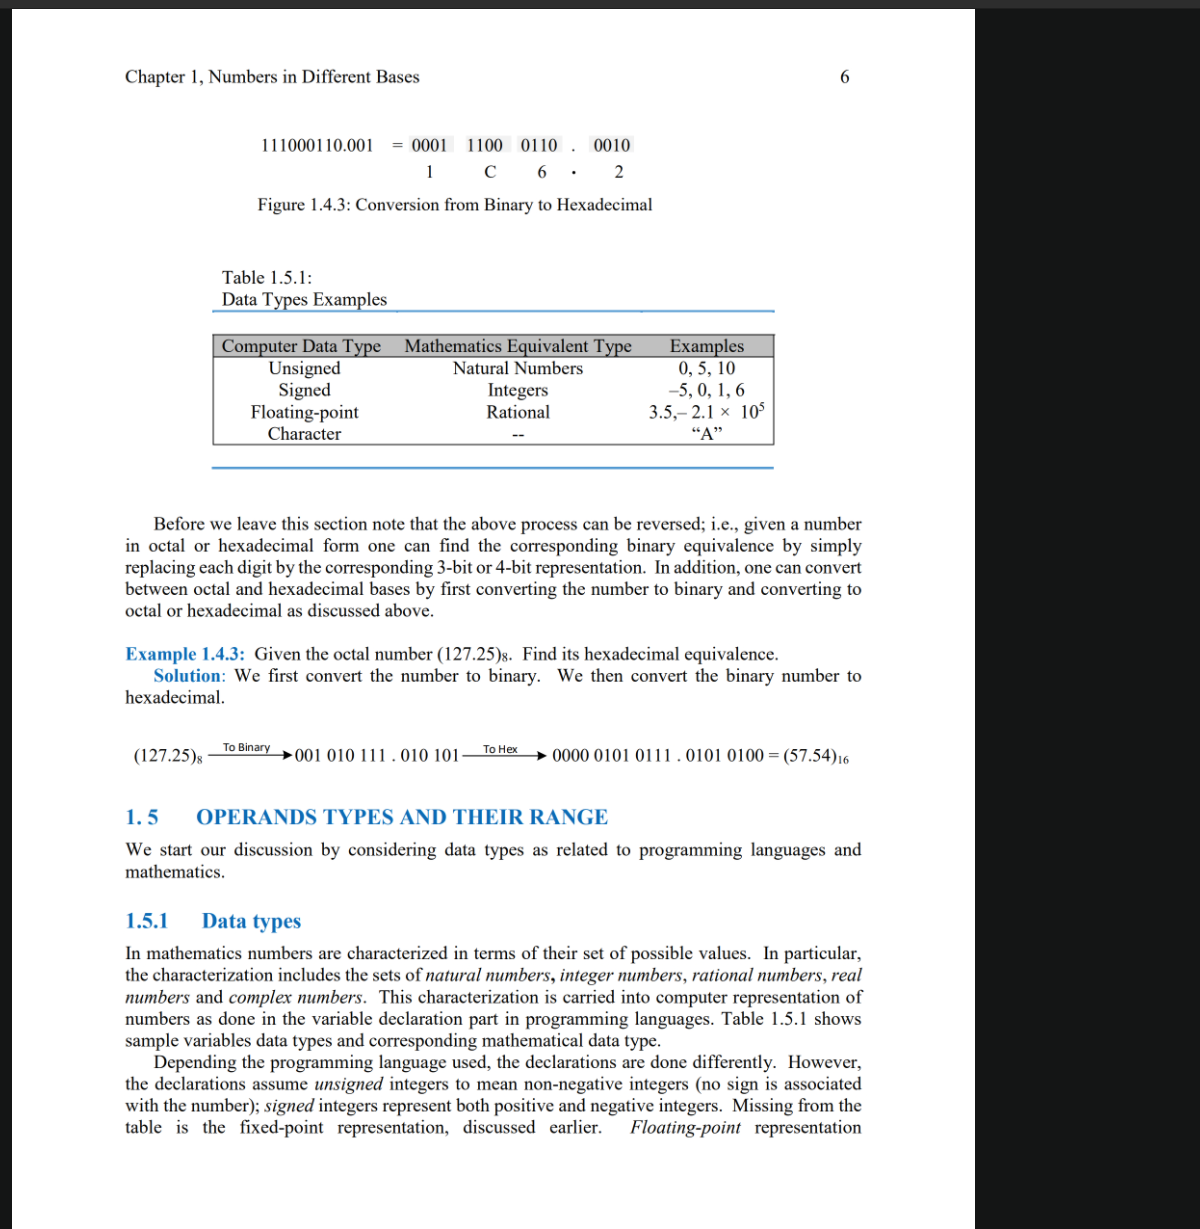 Chapter 1, Numbers in Different Bases 6
111000110.001 = 0001 1100 0110 . 0010
1 C 6 . 2
Figure 1.4.3: Conversion from Binary to Hexadecimal
Table 1.5.1:
Data Types Examples
Computer Data Type Mathematics Equivalent Type Examples
Unsigned Natural Numbers 0, 5, 10
Signed Integers –5, 0, 1, 6
Floating-point Rational 3.5,– 2.1 × 10⁵
Character -- “A”
Before we leave this section note that the above process can be reversed; i.e., given a number
in octal or hexadecimal form one can find the corresponding binary equivalence by simply
replacing each digit by the corresponding 3-bit or 4-bit representation. In addition, one can convert
between octal and hexadecimal bases by first converting the number to binary and converting to
octal or hexadecimal as discussed above.
Example 1.4.3: Given the octal number (127.25)₈. Find its hexadecimal equivalence.
Solution: We first convert the number to binary. We then convert the binary number to
hexadecimal.
(127.25)₈ To Binary 001 010 111 . 010 101 To Hex 0000 0101 0111 . 0101 0100 = (57.54)₁₆
1. 5 OPERANDS TYPES AND THEIR RANGE
We start our discussion by considering data types as related to programming languages and
mathematics.
1.5.1 Data types
In mathematics numbers are characterized in terms of their set of possible values. In particular,
the characterization includes the sets of natural numbers, integer numbers, rational numbers, real
numbers and complex numbers. This characterization is carried into computer representation of
numbers as done in the variable declaration part in programming languages. Table 1.5.1 shows
sample variables data types and corresponding mathematical data type.
Depending the programming language used, the declarations are done differently. However,
the declarations assume unsigned integers to mean non-negative integers (no sign is associated
with the number); signed integers represent both positive and negative integers. Missing from the
table is the fixed-point representation, discussed earlier. Floating-point representation